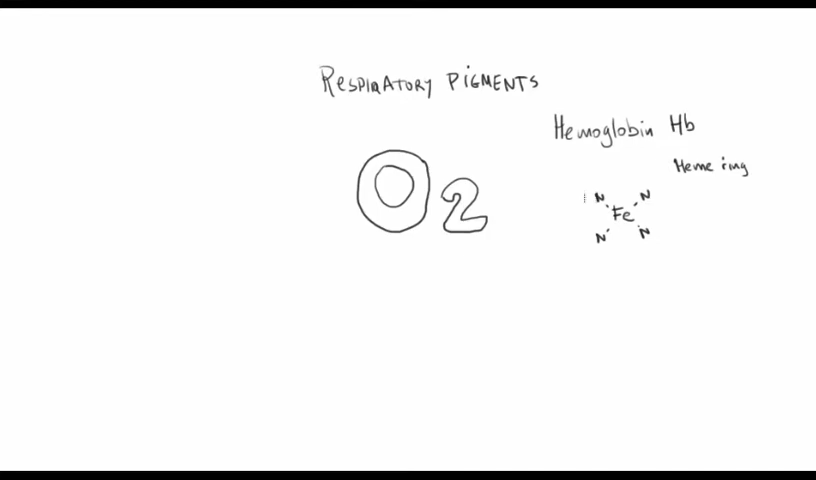 RESPIRATORY PIGMENTS
Hemoglobin Hb
Heme ring
O2
N N
Fe
N N